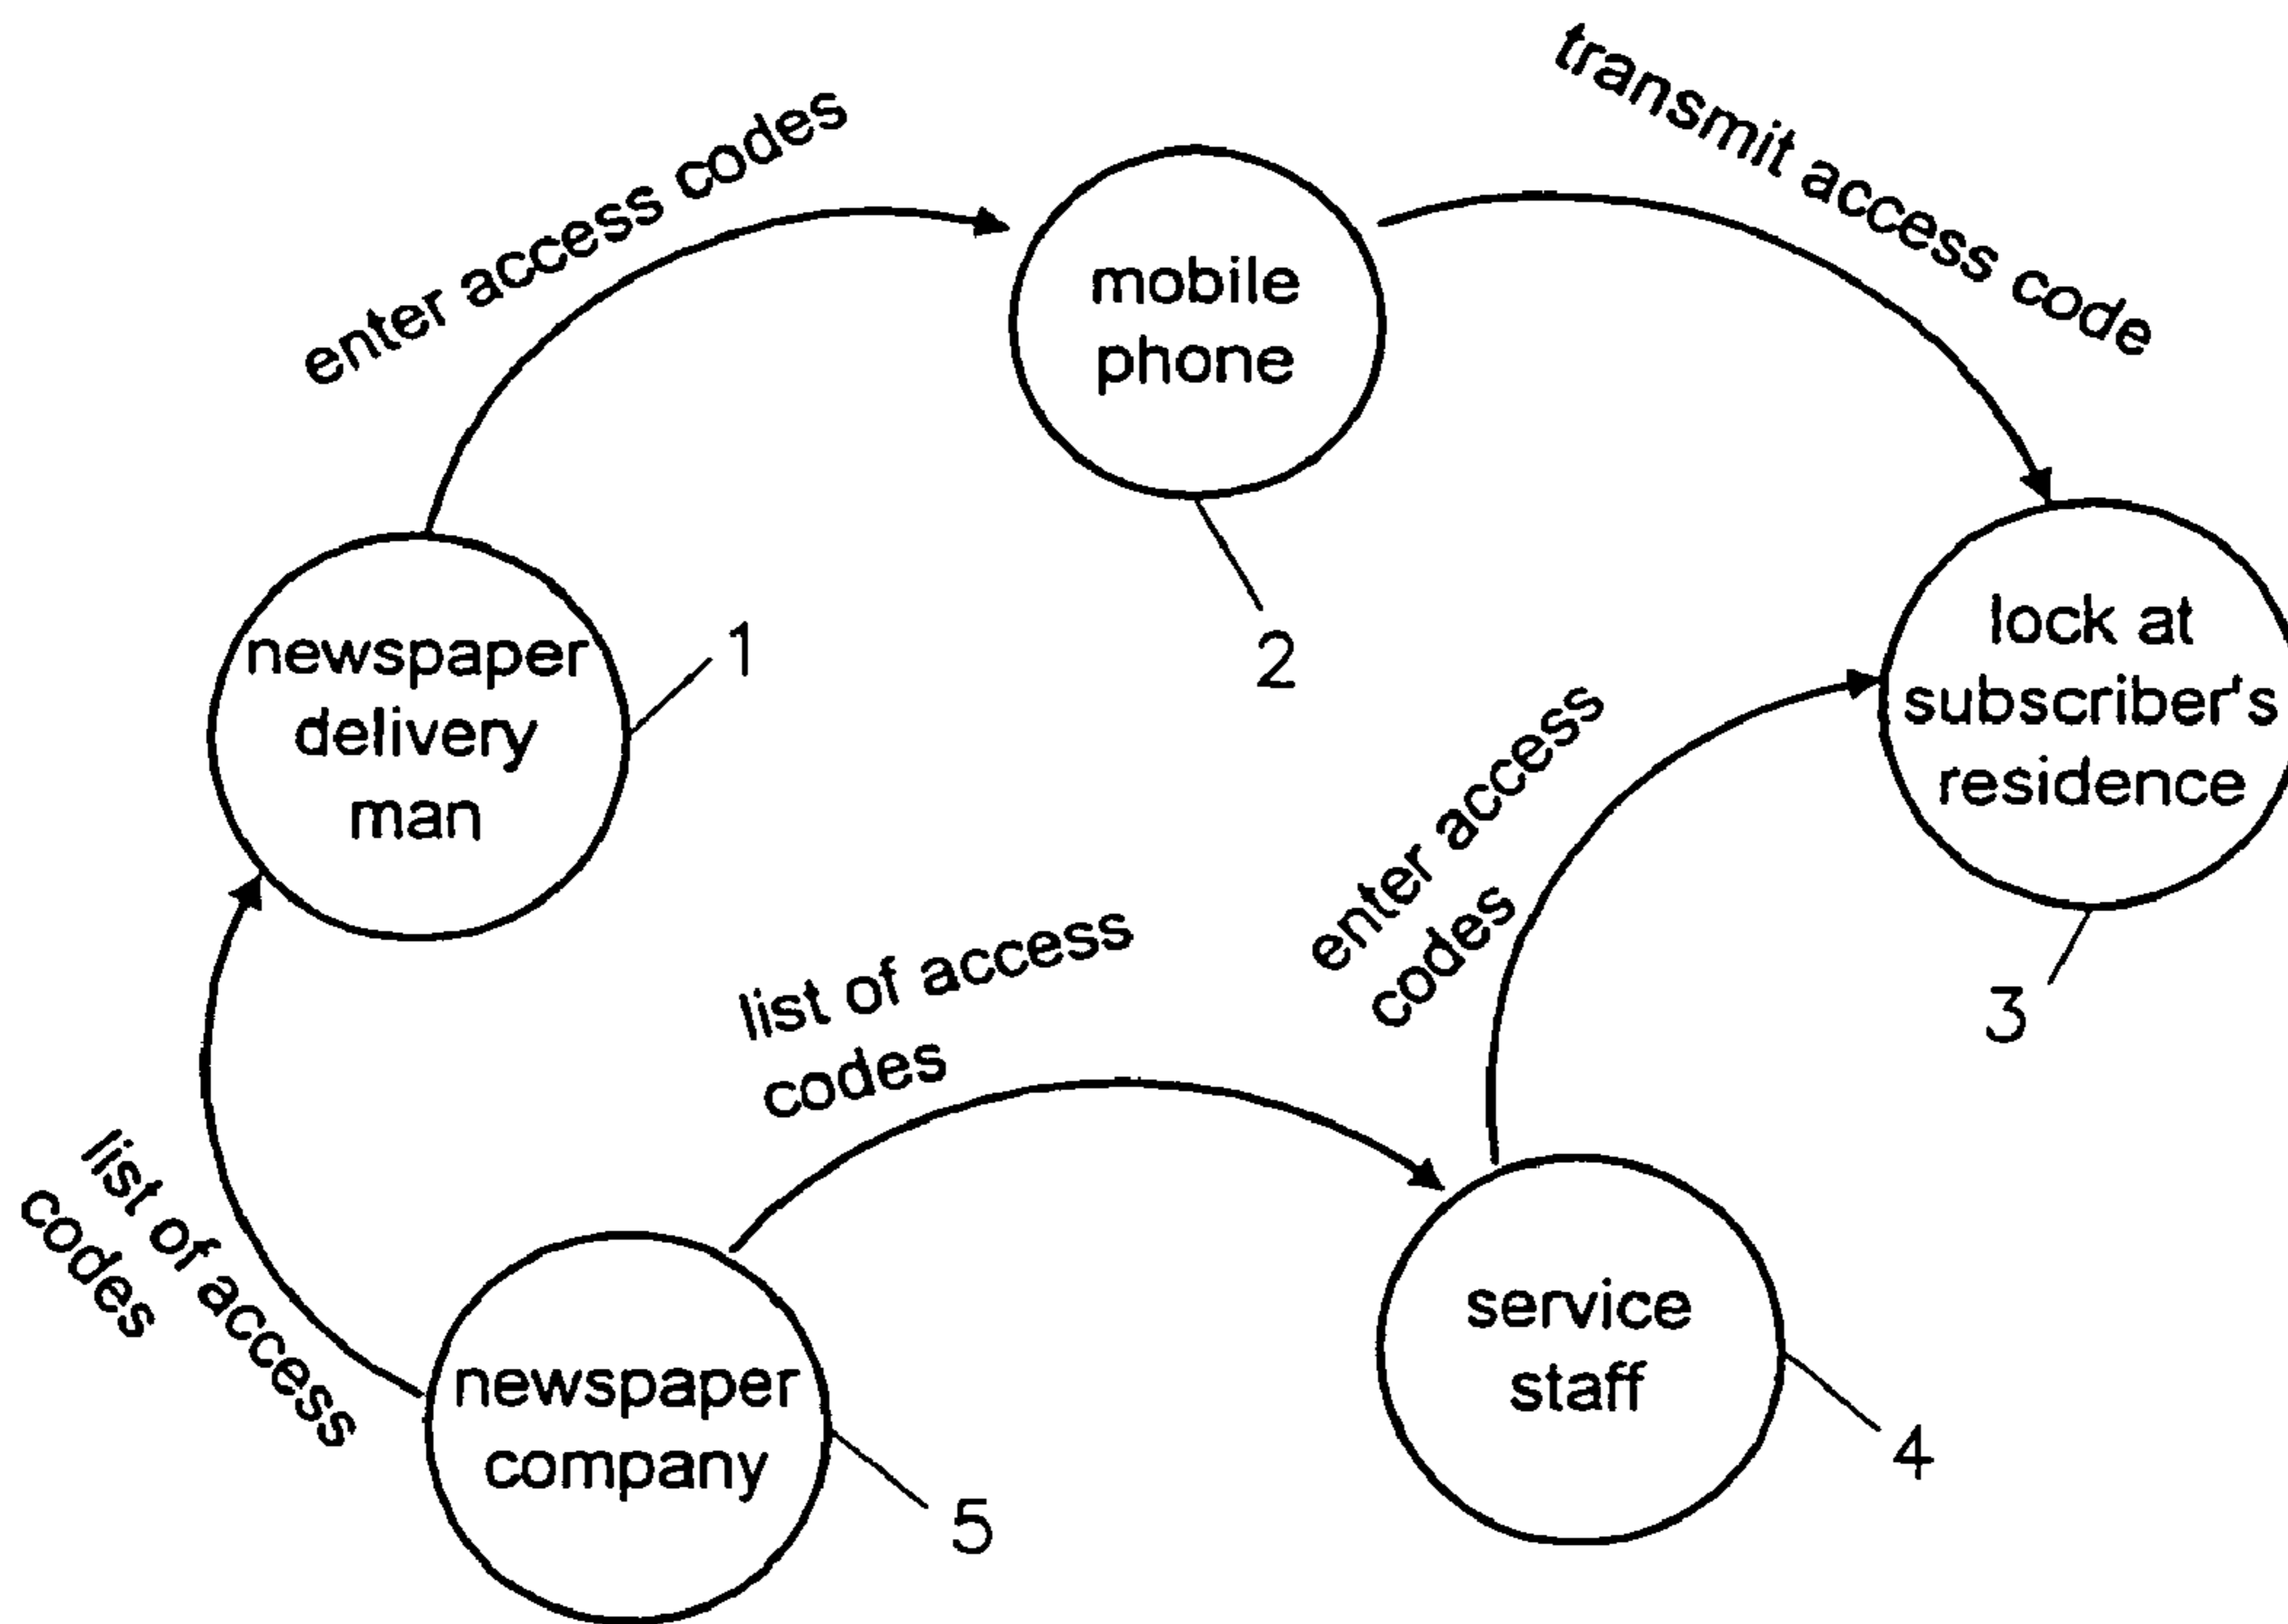 transmit access code
enter access codes
mobile
phone
newspaper
delivery
man
1
2
lock at
subscriber's
residence
3
enter access
codes
list of access
codes
list of access
codes
service
staff
4
newspaper
company
5